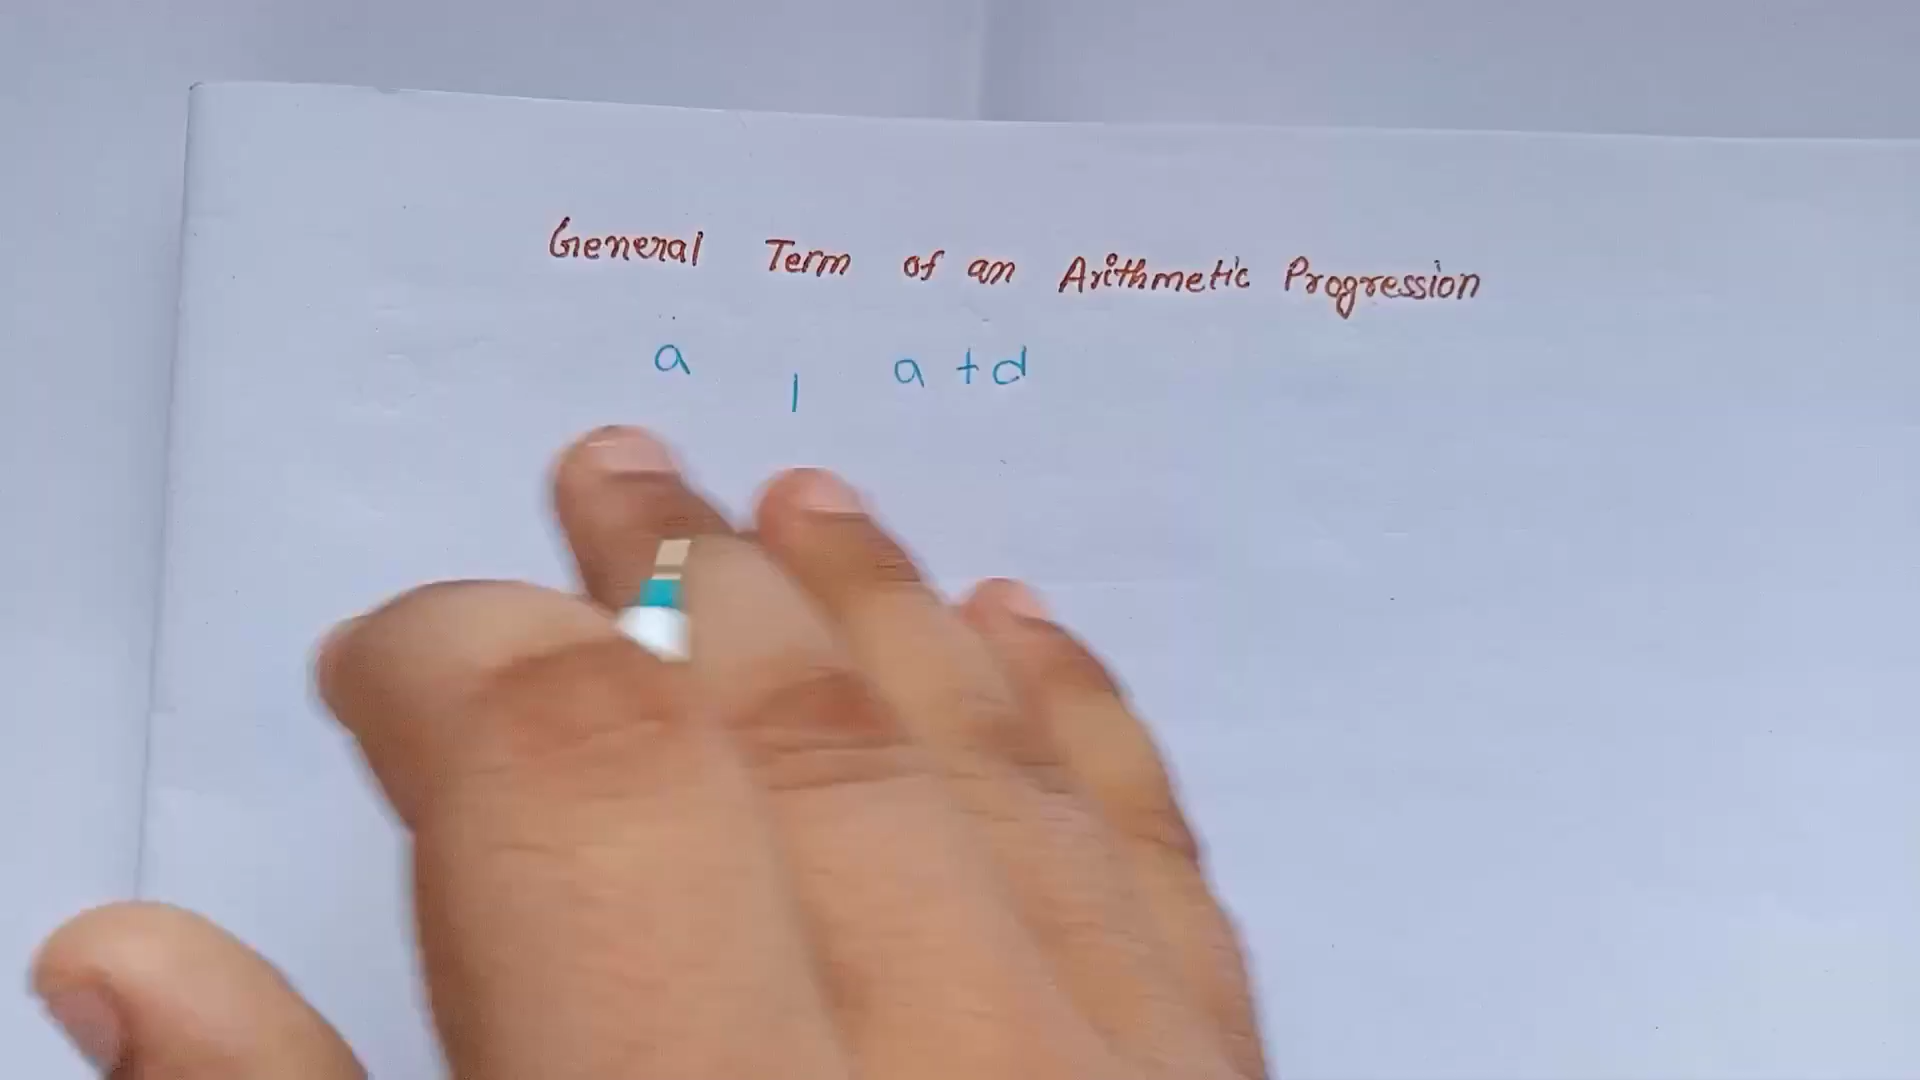 General Term of an Arithmetic Progression
a , a + d